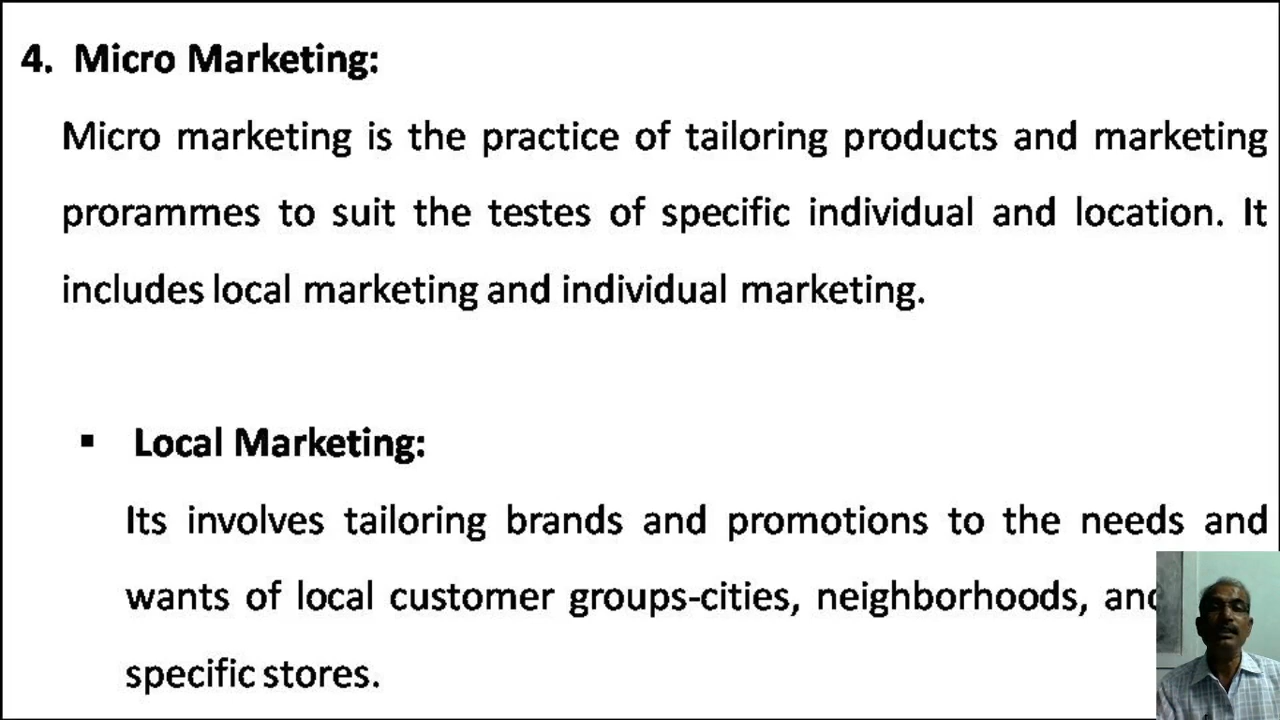 4. Micro Marketing:
Micro marketing is the practice of tailoring products and marketing
prorammes to suit the testes of specific individual and location. It
includes local marketing and individual marketing.
▪ Local Marketing:
Its involves tailoring brands and promotions to the needs and
wants of local customer groups-cities, neighborhoods,
specific stores.